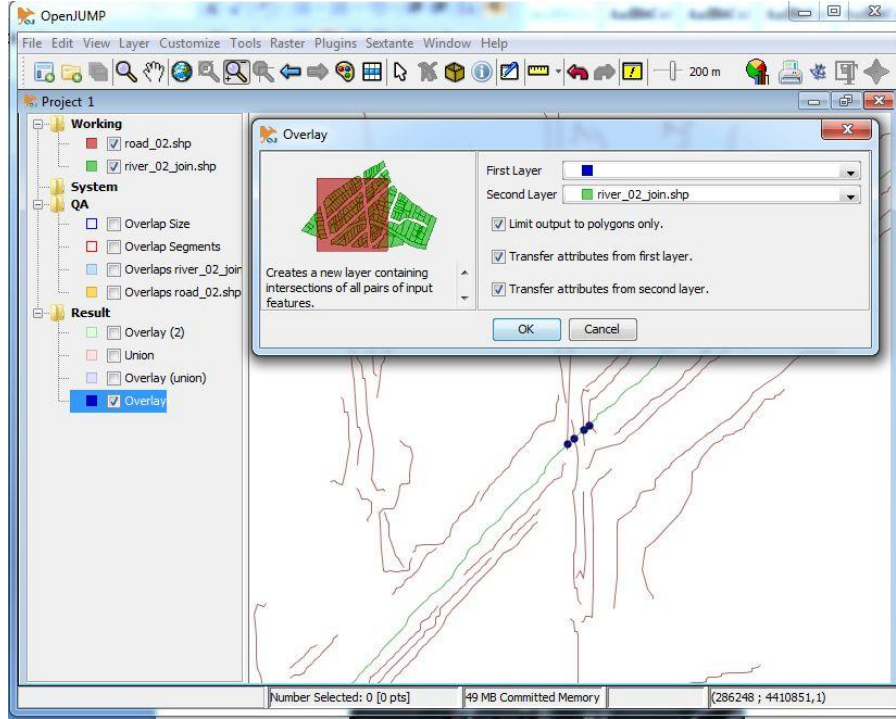 OpenJUMP
File Edit View Layer Customize Tools Raster Plugins Sextante Window Help
200 m
Project 1
Working
road_02.shp
river_02_join.shp
System
QA
Overlap Size
Overlap Segments
Overlaps river_02_join
Overlaps road_02.shp
Result
Overlay (2)
Union
Overlay (union)
Overlay
Overlay
Creates a new layer containing
intersections of all pairs of input
features.
First Layer
Second Layer river_02_join.shp
Limit output to polygons only.
Transfer attributes from first layer.
Transfer attributes from second layer.
OK Cancel
Number Selected: 0 [0 pts] 49 MB Committed Memory (286248 ; 4410851,1)